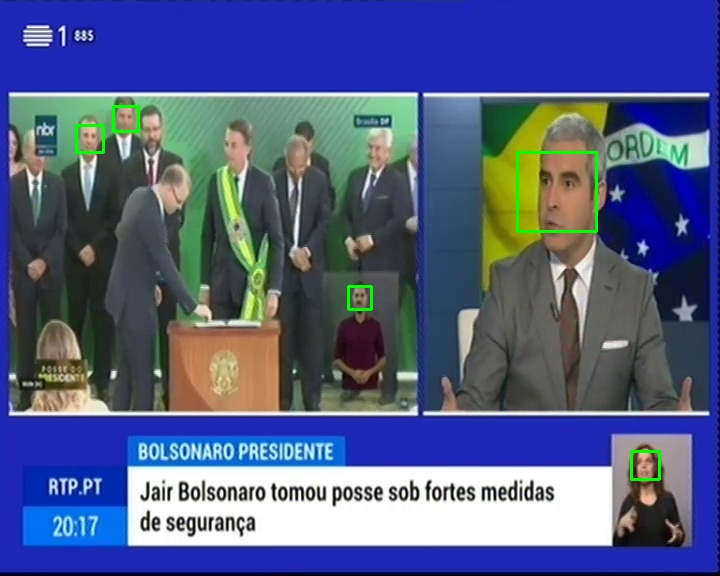 1 885
nbr
Brasília DF
ORDEM
POSSE DO
PRESIDENTE
BOLSONARO PRESIDENTE
RTP.PT
Jair Bolsonaro tomou posse sob fortes medidas
20:17
de segurança